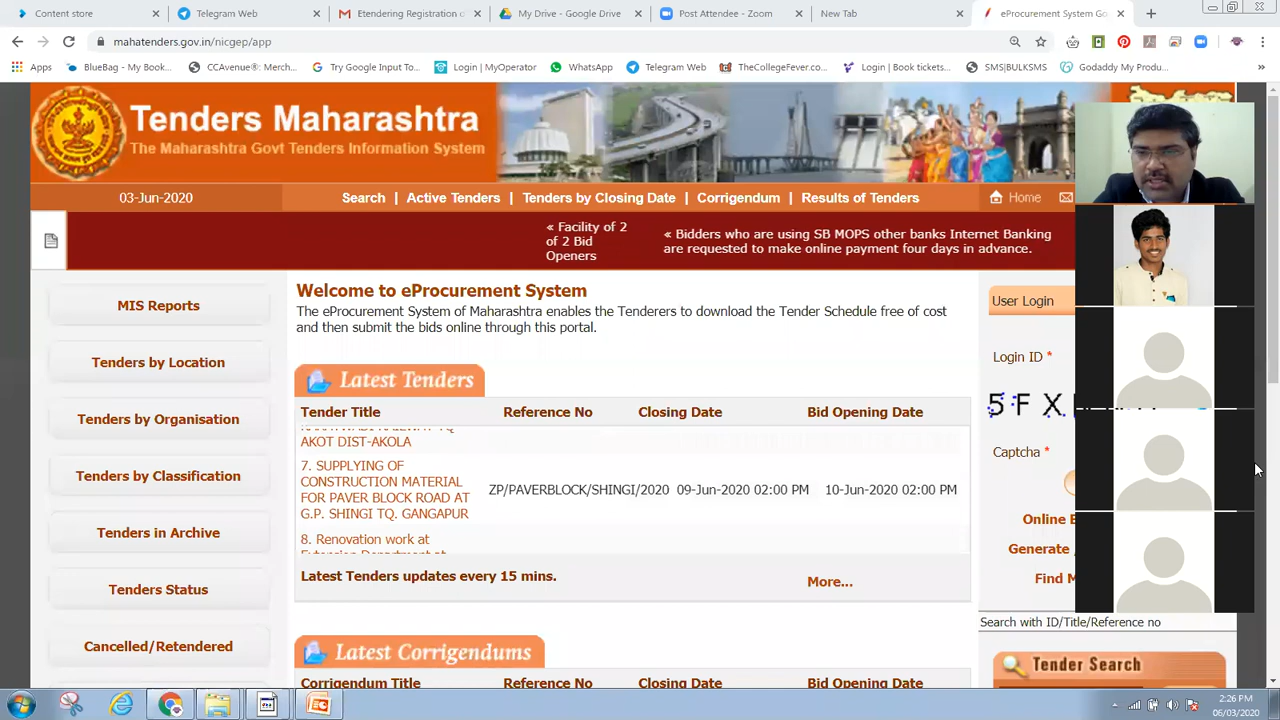 Content store
Telegram Web
Etendering Registration d
My Drive - Google Drive
Post Attendee - Zoom
New Tab
eProcurement System Go
mahatenders.gov.in/nicgep/app
Apps
BlueBag - My Book...
CCAvenue®: Merch...
Try Google Input To...
Login | MyOperator
WhatsApp
Telegram Web
TheCollegeFever.co...
Login | Book tickets...
SMS|BULKSMS
Godaddy My Produ...
»
Tenders Maharashtra
The Maharashtra Govt Tenders Information System
03-Jun-2020
Search | Active Tenders | Tenders by Closing Date | Corrigendum | Results of Tenders
Home
« Facility of 2
of 2 Bid
Openers
« Bidders who are using SB MOPS other banks Internet Banking
are requested to make online payment four days in advance.
MIS Reports
Tenders by Location
Tenders by Organisation
Tenders by Classification
Tenders in Archive
Tenders Status
Cancelled/Retendered
Welcome to eProcurement System
The eProcurement System of Maharashtra enables the Tenderers to download the Tender Schedule free of cost
and then submit the bids online through this portal.
Latest Tenders
Tender Title Reference No Closing Date Bid Opening Date
AKOT DIST-AKOLA
7. SUPPLYING OF
CONSTRUCTION MATERIAL
FOR PAVER BLOCK ROAD AT
G.P. SHINGI TQ. GANGAPUR
ZP/PAVERBLOCK/SHINGI/2020 09-Jun-2020 02:00 PM 10-Jun-2020 02:00 PM
8. Renovation work at
Extension Department at
Latest Tenders updates every 15 mins.
More...
Latest Corrigendums
Corrigendum Title Reference No Closing Date Bid Opening Date
User Login
Login ID *
5 F X
Captcha *
Online
Generate
Find
Search with ID/Title/Reference no
Tender Search
2:26 PM
06/03/2020